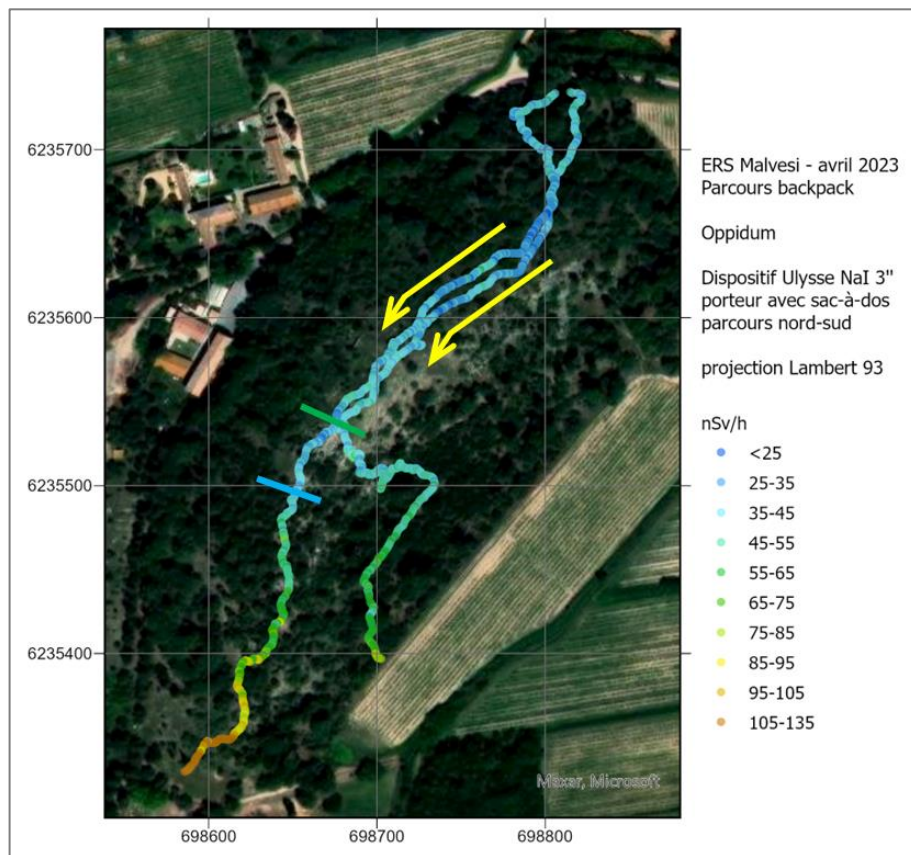 ERS Malvesi - avril 2023
Parcours backpack
Oppidum
Dispositif Ulysse NaI 3"
porteur avec sac-à-dos
parcours nord-sud
projection Lambert 93
nSv/h
<25
25-35
35-45
45-55
55-65
65-75
75-85
85-95
95-105
105-135
6235700
6235600
6235500
6235400
Maxar, Microsoft
698600
698700
698800